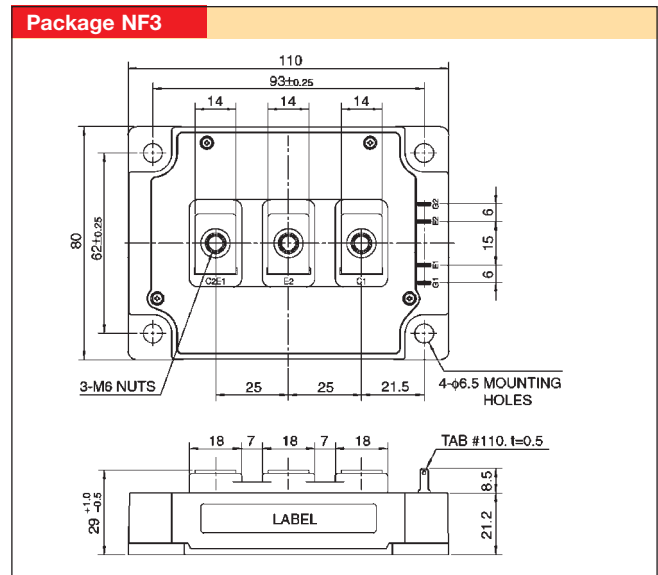 Package NF3
110
93±0.25
14 14 14
80
62±0.25
G2
E2
E1
G1
6
15
6
C2E1 E2 C1
3-M6 NUTS
25 25 21.5
4-φ6.5 MOUNTING
HOLES
18 7 18 7 18
TAB #110. t=0.5
29 +1.0 -0.5
LABEL
8.5
21.2